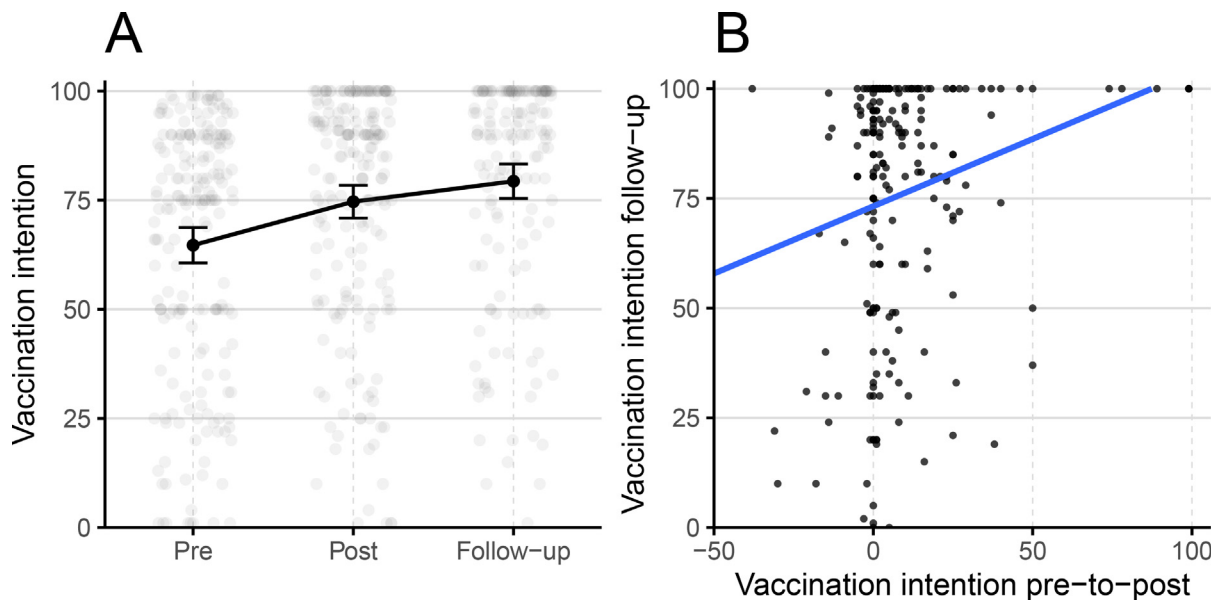 A
Vaccination intention
100
75
50
25
0
Pre
Post
Follow−up
B
Vaccination intention follow−up
100
75
50
25
0
−50
0
50
100
Vaccination intention pre−to−post